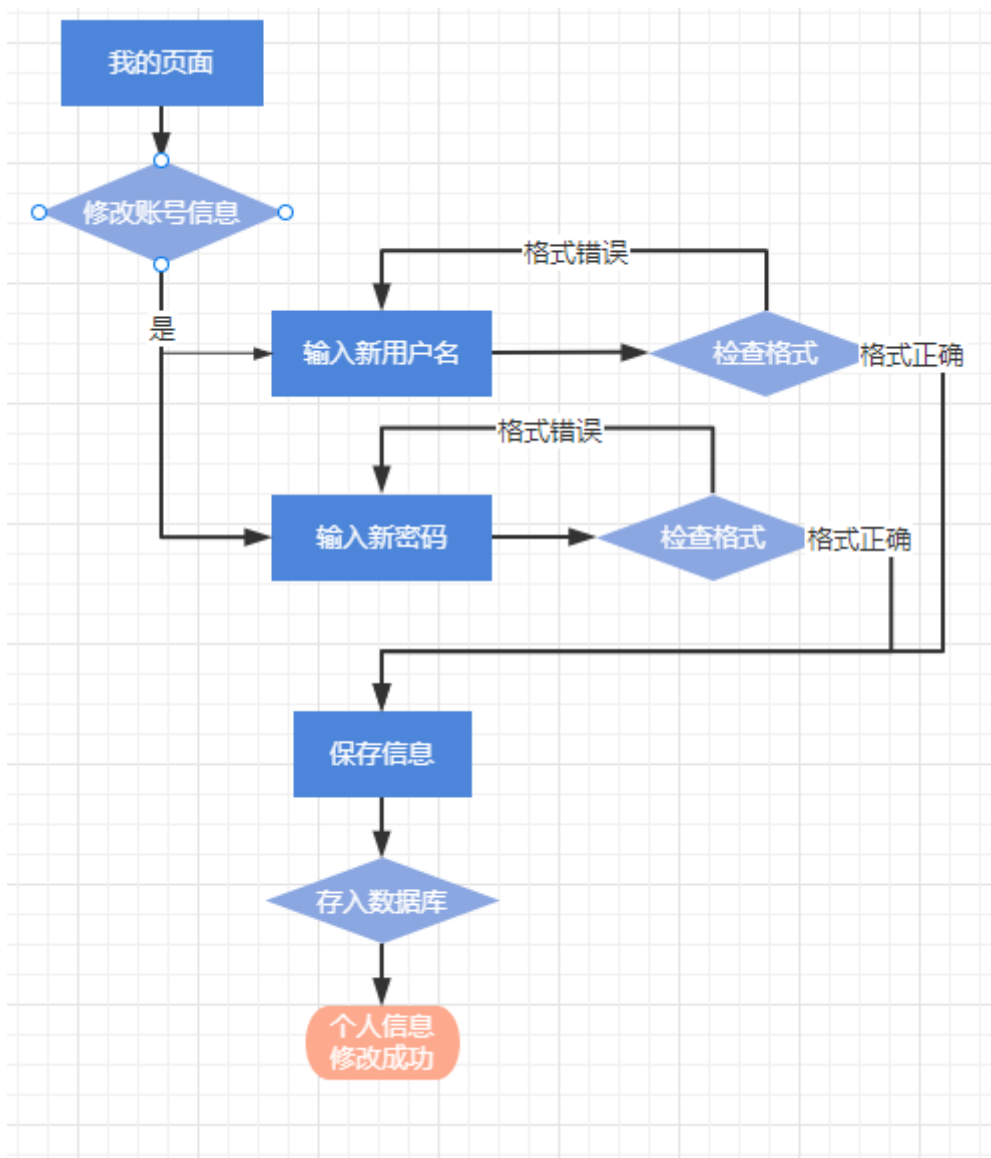 我的页面
修改账号信息
格式错误
是
输入新用户名
检查格式
格式正确
格式错误
输入新密码
检查格式
格式正确
保存信息
存入数据库
个人信息
修改成功